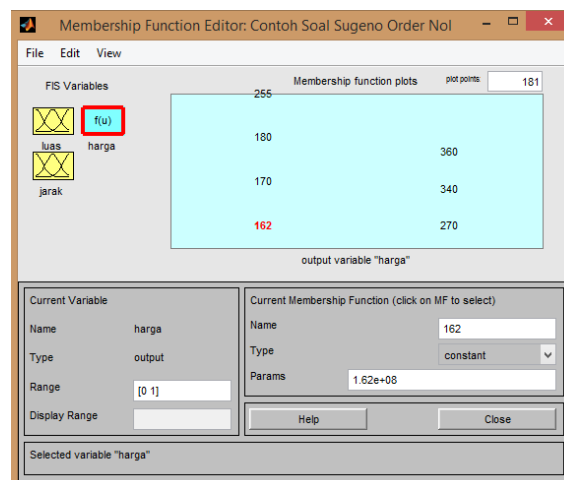 Membership Function Editor: Contoh Soal Sugeno Order Nol
File Edit View
FIS Variables
f(u)
luas harga
jarak
Membership function plots plot points 181
255
180
360
170
340
162
270
output variable "harga"
Current Variable
Name harga
Type output
Range [0 1]
Display Range
Current Membership Function (click on MF to select)
Name 162
Type constant
Params 1.62e+08
Help Close
Selected variable "harga"